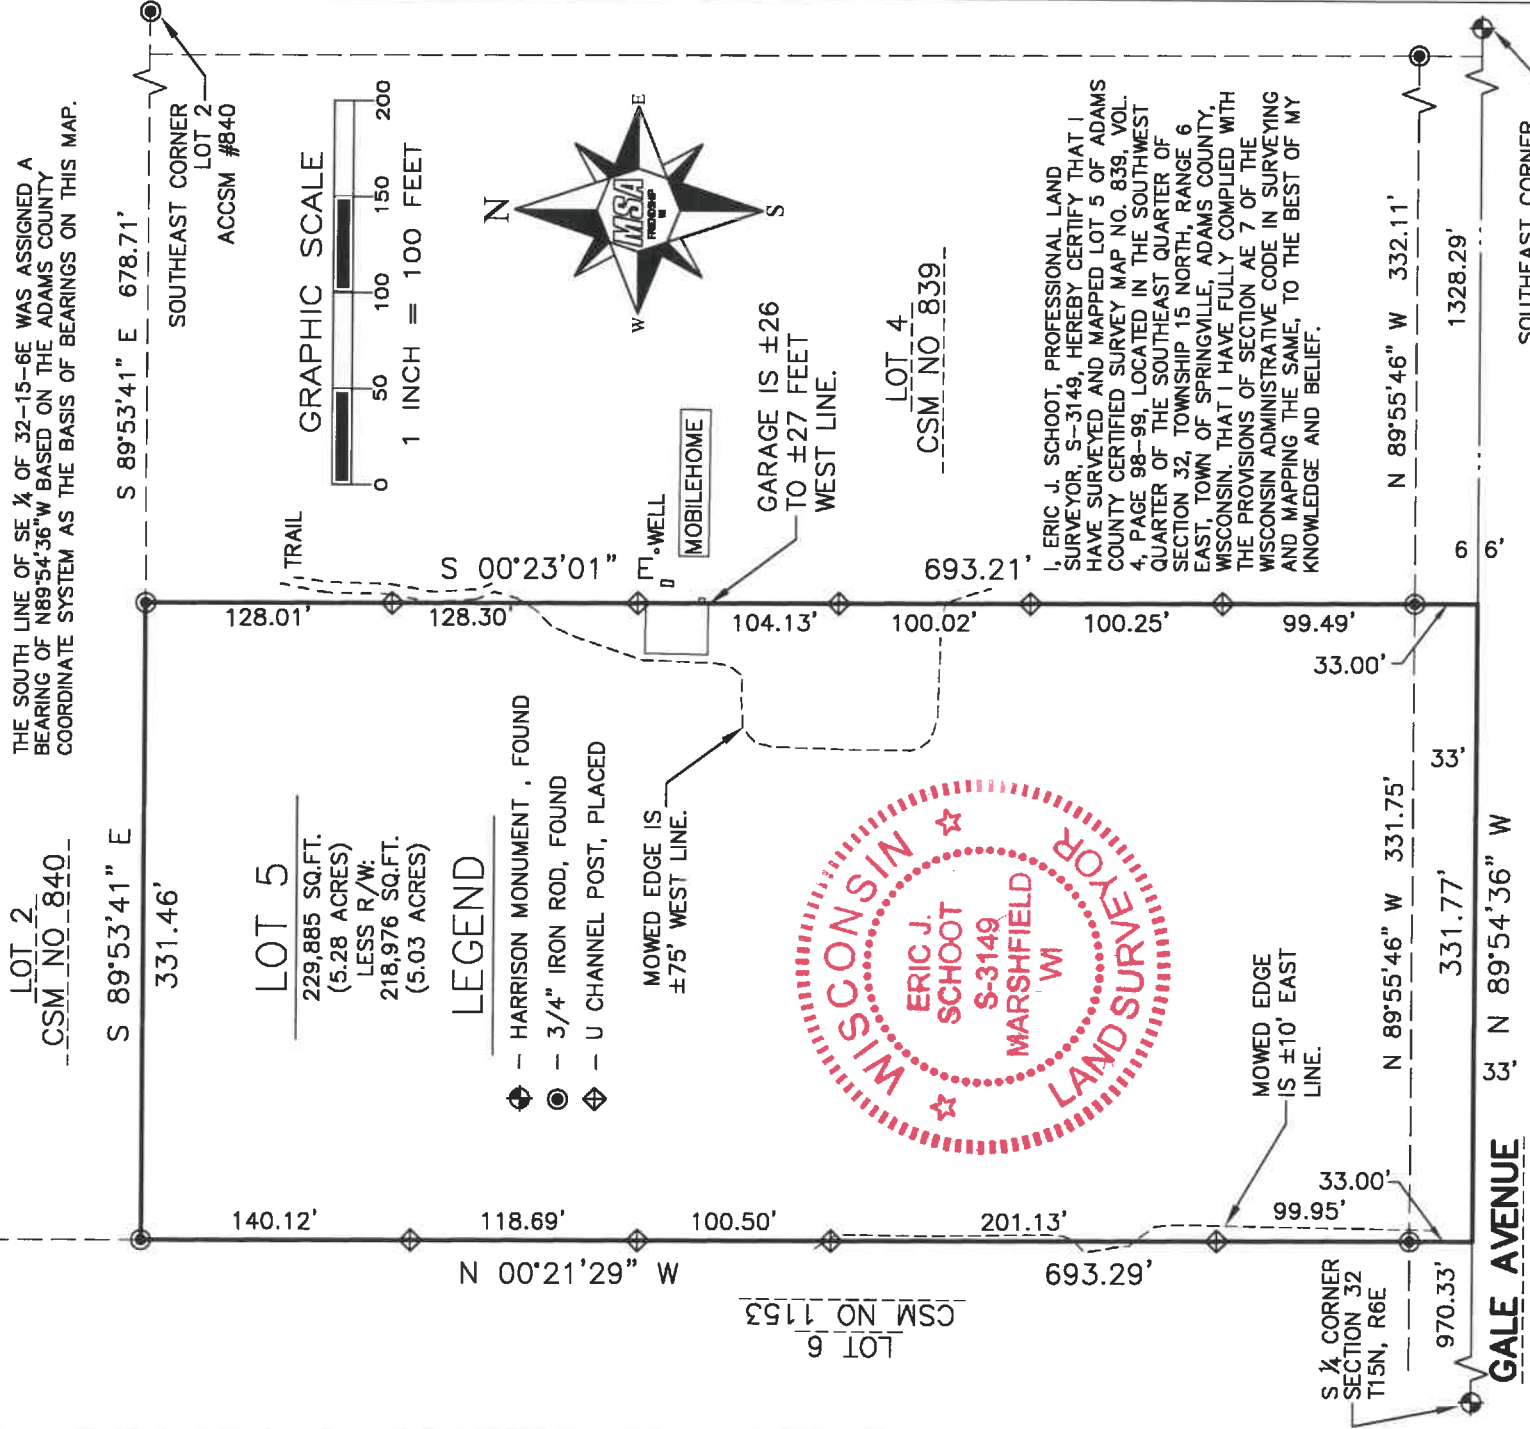 THE SOUTH LINE OF SE ¼ OF 32-15-6E WAS ASSIGNED A
BEARING OF N89°54'36"W BASED ON THE ADAMS COUNTY
COORDINATE SYSTEM AS THE BASIS OF BEARINGS ON THIS MAP.
LOT 2
CSM NO 840
S 89°53'41" E
331.46'
S 89°53'41" E 678.71'
SOUTHEAST CORNER
LOT 2
ACCSM #840
GRAPHIC SCALE
0 50 100 150 200
1 INCH = 100 FEET
N
E
S
W
MSA
FRIENDSHIP
WI
LOT 5
229,885 SQ.FT.
(5.28 ACRES)
LESS R/W:
218,976 SQ.FT.
(5.03 ACRES)
LEGEND
- HARRISON MONUMENT , FOUND
- 3/4" IRON ROD, FOUND
- U CHANNEL POST, PLACED
TRAIL
S 00°23'01" E
693.21'
128.01'
128.30'
104.13'
100.02'
100.25'
99.49'
33.00'
WELL
MOBILEHOME
GARAGE IS ±26
TO ±27 FEET
WEST LINE.
LOT 4
CSM NO 839
MOWED EDGE IS
±75' WEST LINE.
I, ERIC J. SCHOOT, PROFESSIONAL LAND
SURVEYOR, S-3149, HEREBY CERTIFY THAT I
HAVE SURVEYED AND MAPPED LOT 5 OF ADAMS
COUNTY CERTIFIED SURVEY MAP NO. 839, VOL.
4, PAGE 98-99, LOCATED IN THE SOUTHWEST
QUARTER OF THE SOUTHEAST QUARTER OF
SECTION 32, TOWNSHIP 15 NORTH, RANGE 6
EAST, TOWN OF SPRINGVILLE, ADAMS COUNTY,
WISCONSIN. THAT I HAVE FULLY COMPLIED WITH
THE PROVISIONS OF SECTION AE 7 OF THE
WISCONSIN ADMINISTRATIVE CODE IN SURVEYING
AND MAPPING THE SAME, TO THE BEST OF MY
KNOWLEDGE AND BELIEF.
WISCONSIN
ERIC J.
SCHOOT
S-3149
MARSHFIELD
WI
LAND SURVEYOR
140.12'
118.69'
100.50'
201.13'
99.95'
33.00'
N 00°21'29" W
693.29'
LOT 6
CSM NO 1153
MOWED EDGE
IS ±10' EAST
LINE.
N 89°55'46" W 331.75'
N 89°55'46" W 332.11'
33'
6 6'
1328.29'
S ¼ CORNER
SECTION 32
T15N, R6E
970.33'
331.77'
33' N 89°54'36" W
GALE AVENUE
SOUTHEAST CORNER